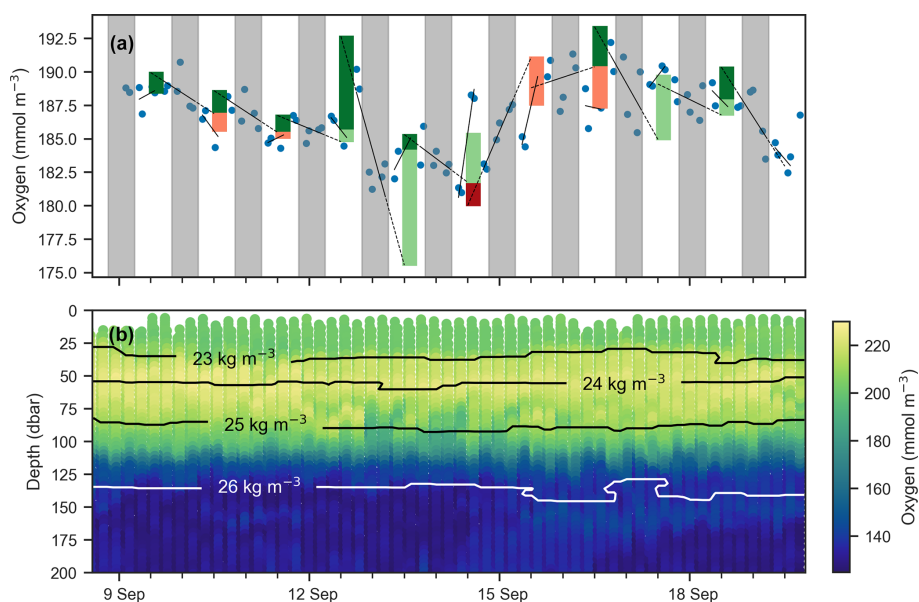 (a)
192.5
190.0
187.5
185.0
182.5
180.0
177.5
175.0
Oxygen (mmol m⁻³)
(b)
0
25
50
75
100
125
150
175
200
Depth (dbar)
23 kg m⁻³
24 kg m⁻³
25 kg m⁻³
26 kg m⁻³
9 Sep
12 Sep
15 Sep
18 Sep
220
200
180
160
140
Oxygen (mmol m⁻³)